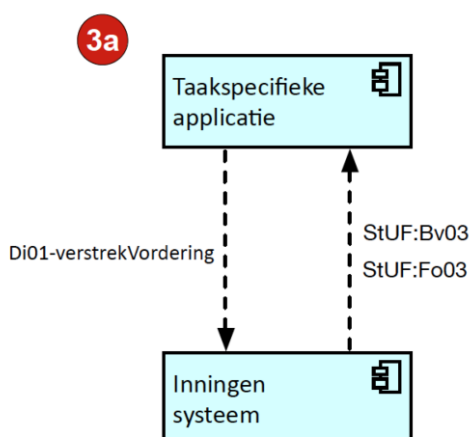 3a
Taakspecifieke
applicatie
Di01-verstrekVordering
StUF:Bv03
StUF:Fo03
Inningen
systeem